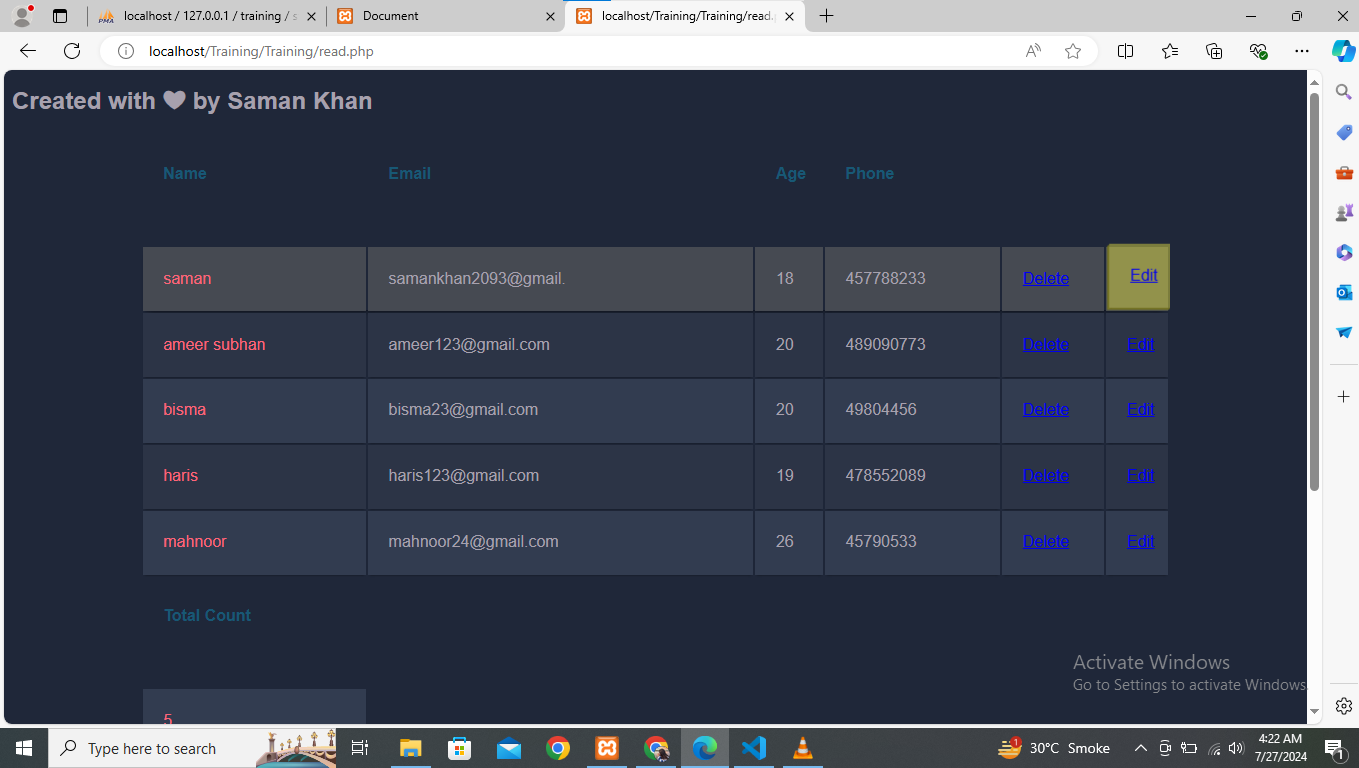 localhost / 127.0.0.1 / training / s
Document
localhost/Training/Training/read.
localhost/Training/Training/read.php
Created with ♥ by Saman Khan
Name Email Age Phone
saman samankhan2093@gmail. 18 457788233 Delete Edit
ameer subhan ameer123@gmail.com 20 489090773 Delete Edit
bisma bisma23@gmail.com 20 49804456 Delete Edit
haris haris123@gmail.com 19 478552089 Delete Edit
mahnoor mahnoor24@gmail.com 26 45790533 Delete Edit
Total Count
5
Activate Windows
Go to Settings to activate Windows.
Type here to search
30°C Smoke
4:22 AM
7/27/2024